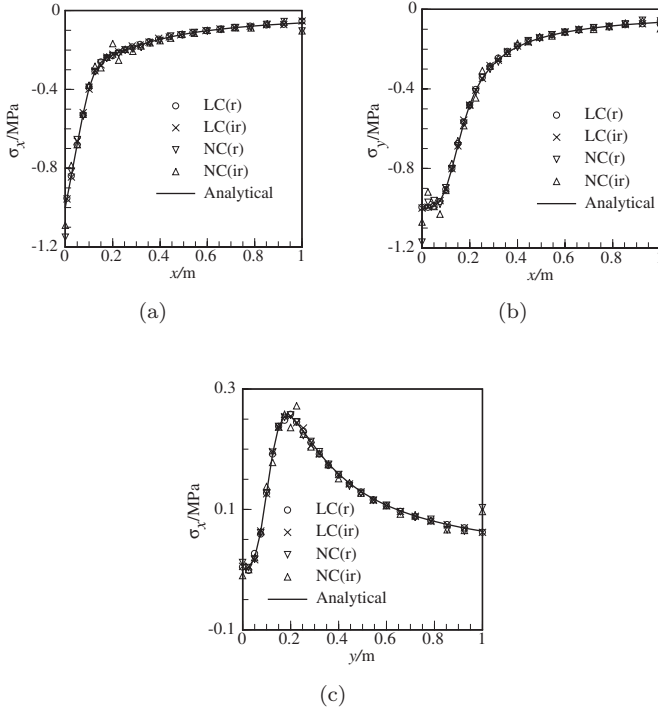 0
-0.4
-0.8
-1.2
σx/MPa
LC(r)
LC(ir)
NC(r)
NC(ir)
Analytical
0 0.2 0.4 0.6 0.8 1
x/m
(a)
0
-0.4
-0.8
-1.2
σy/MPa
LC(r)
LC(ir)
NC(r)
NC(ir)
Analytical
0 0.2 0.4 0.6 0.8 1
x/m
(b)
0.3
0.1
-0.1
σx/MPa
LC(r)
LC(ir)
NC(r)
NC(ir)
Analytical
0 0.2 0.4 0.6 0.8 1
y/m
(c)